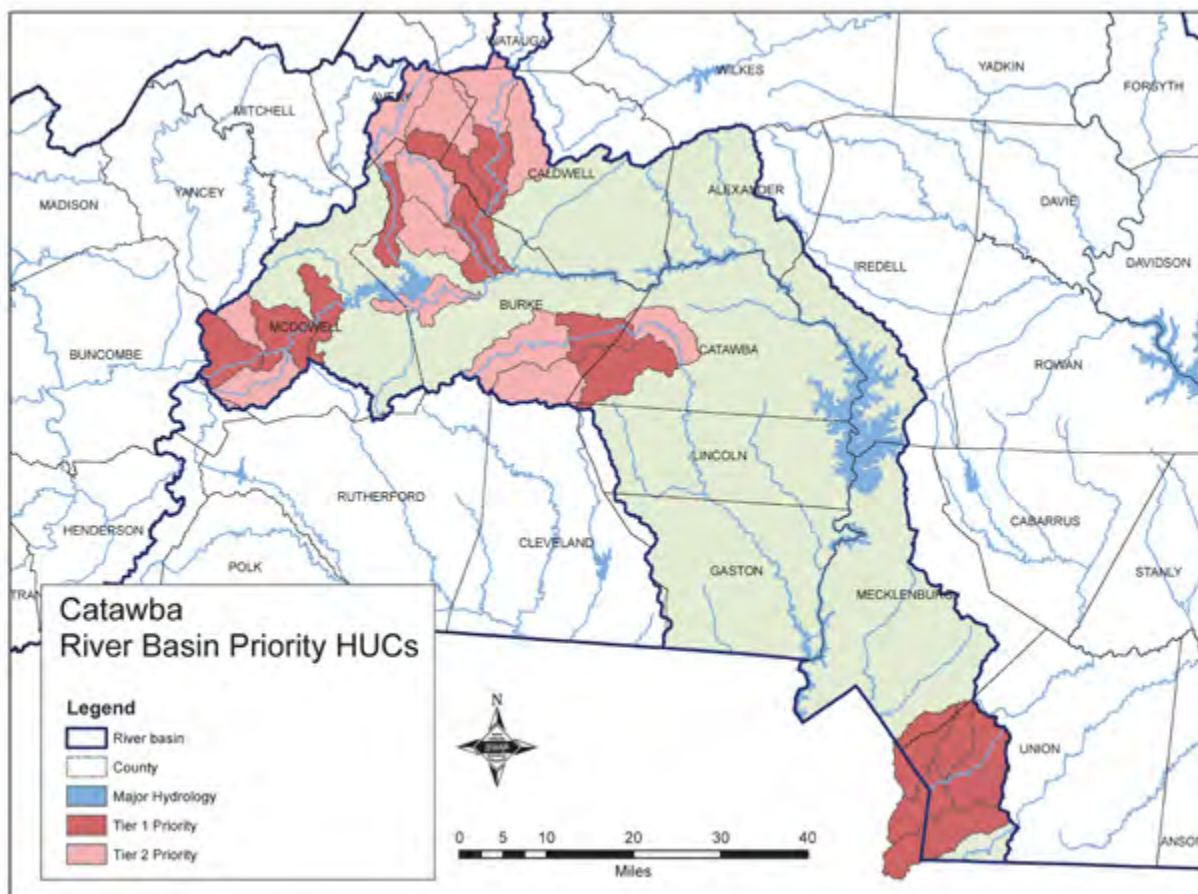 WATAUGA
WILKES
YADKIN
FORSYTH
AVERY
MITCHELL
CALDWELL
ALEXANDER
YANCEY
MADISON
DAVIE
IREDELL
DAVIDSON
BURKE
MCDOWELL
BUNCOMBE
CATAWBA
ROWAN
LINCOLN
RUTHERFORD
HENDERSON
CABARRUS
CLEVELAND
POLK
GASTON
STANLY
TRAN
MECKLENBURG
UNION
ANSO
Catawba
River Basin Priority HUCs
Legend
River basin
County
Major Hydrology
Tier 1 Priority
Tier 2 Priority
N
0 5 10 20 30 40
Miles